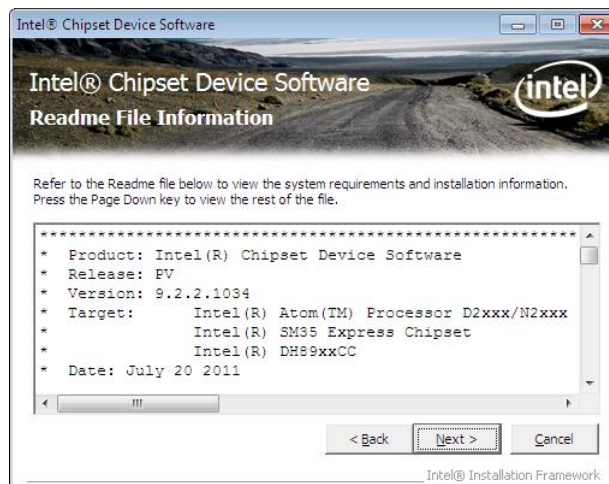 Intel® Chipset Device Software
Intel® Chipset Device Software
intel
Readme File Information
Refer to the Readme file below to view the system requirements and installation information.
Press the Page Down key to view the rest of the file.
************************************************************
* Product: Intel(R) Chipset Device Software
* Release: PV
* Version: 9.2.2.1034
* Target: Intel(R) Atom(TM) Processor D2xxx/N2xxx
* Intel(R) SM35 Express Chipset
* Intel(R) DH89xxCC
* Date: July 20 2011
< Back Next > Cancel
Intel® Installation Framework